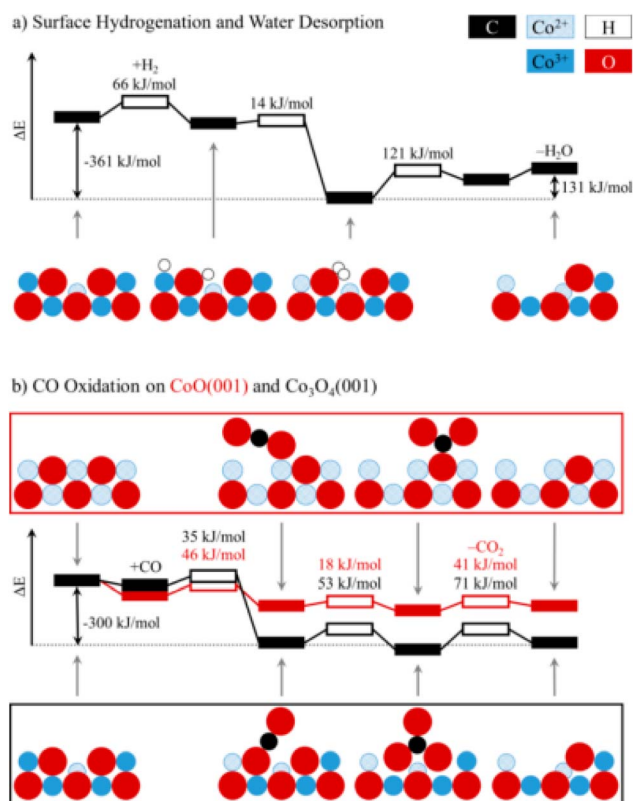 a) Surface Hydrogenation and Water Desorption
C Co²⁺ H
Co³⁺ O
+H₂
66 kJ/mol
14 kJ/mol
ΔE
-361 kJ/mol
121 kJ/mol
–H₂O
131 kJ/mol
b) CO Oxidation on CoO(001) and Co₃O₄(001)
ΔE
+CO
35 kJ/mol
46 kJ/mol
-300 kJ/mol
18 kJ/mol
53 kJ/mol
–CO₂
41 kJ/mol
71 kJ/mol